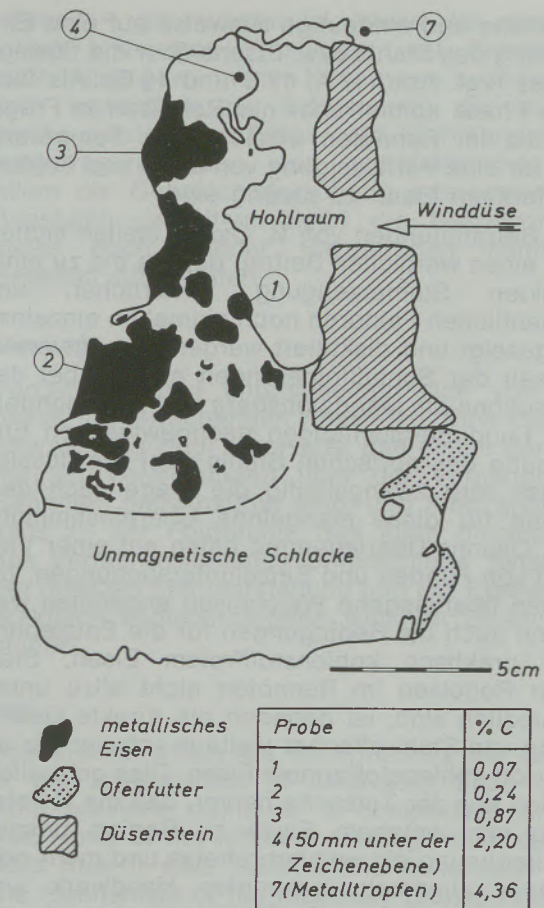 4
7
3
Hohlraum
Winddüse
1
2
Unmagnetische Schlacke
5cm
metallisches
Eisen
Ofenfutter
Düsenstein
Probe % C
1 0,07
2 0,24
3 0,87
4 (50 mm unter der 2,20
Zeichenebene)
7 (Metalltropfen) 4,36